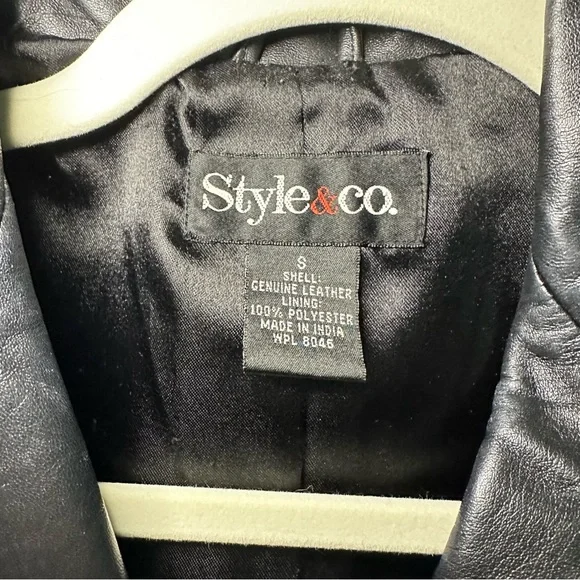 Style&co.
S
SHELL:
GENUINE LEATHER
LINING:
100% POLYESTER
MADE IN INDIA
WPL 8046